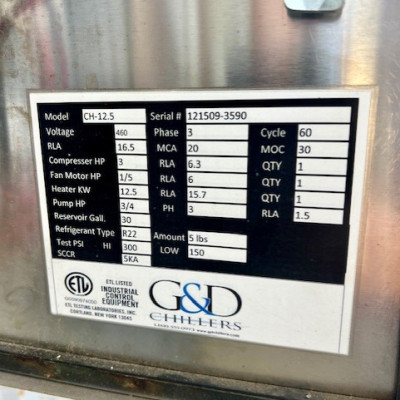 Model CH-12.5 Serial # 121509-3590
Voltage 460 Phase 3 Cycle 60
RLA 16.5 MCA 20 MOC 30
Compresser HP 3 RLA 6.3 QTY 1
Fan Motor HP 1/5 RLA 6 QTY 1
Heater KW 12.5 RLA 15.7 QTY 1
Pump HP 3/4 PH 3 RLA 1.5
Reservoir Gall. 30
Refrigerant Type R22 Amount 5 lbs
Test PSI HI 300 LOW 150
SCCR 5KA
ETL
ETL LISTED
INDUSTRIAL
CONTROL
EQUIPMENT
ETL TESTING LABORATORIES, INC.
CORTLAND, NEW YORK 13045
G&D
CHILLERS